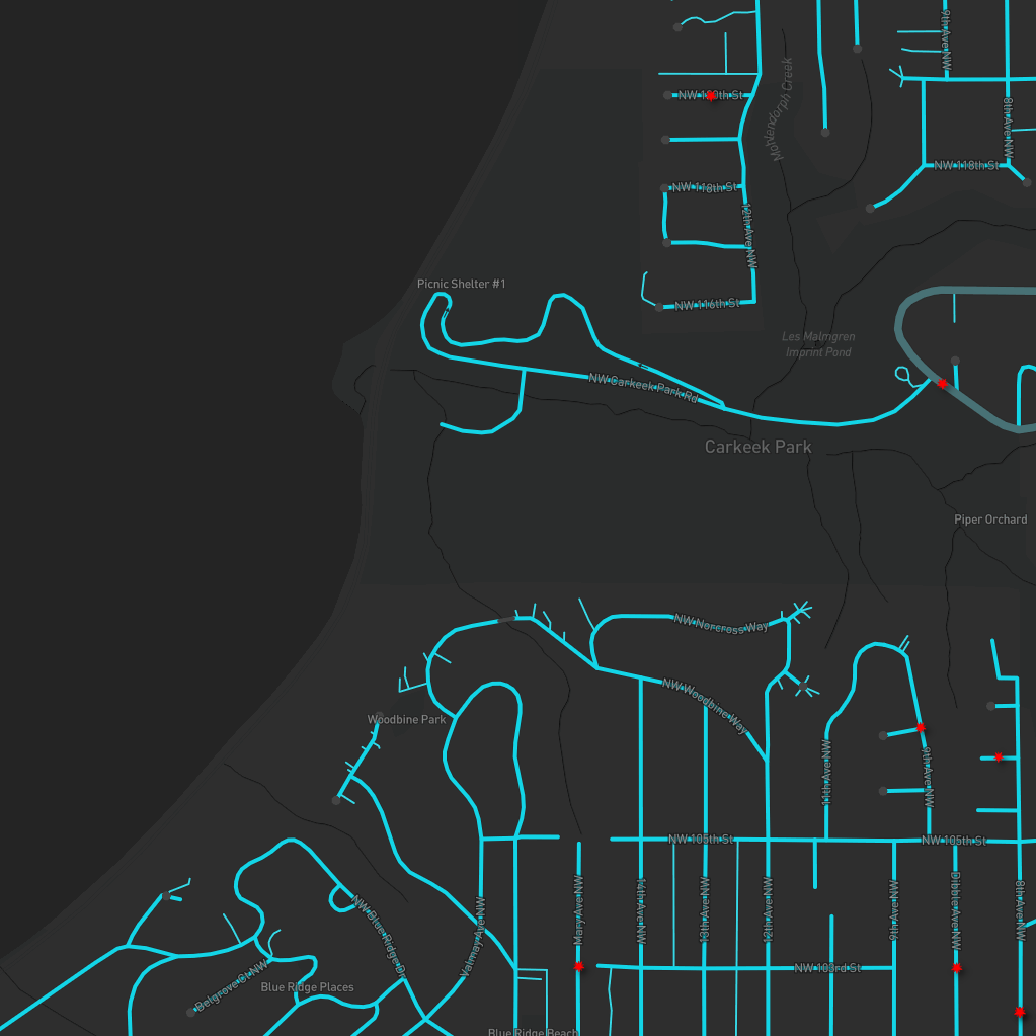 9th Ave NW
NW 120th St
Mohlendorph Creek
8th Ave NW
NW 118th St
NW 118th St
12th Ave NW
Picnic Shelter #1
NW 116th St
Les Malmgren
Imprint Pond
NW Carkeek Park Rd
Carkeek Park
Piper Orchard
NW Norcross Way
NW Woodbine Way
Woodbine Park
11th Ave NW
9th Ave NW
NW 105th St
NW 105th St
Mary Ave NW
14th Ave NW
13th Ave NW
12th Ave NW
9th Ave NW
Dibble Ave NW
8th Ave NW
Valmay Ave NW
NW Blue Ridge Dr
NW 103rd St
Belgrove Ct NW
Blue Ridge Places
Blue Ridge Beach